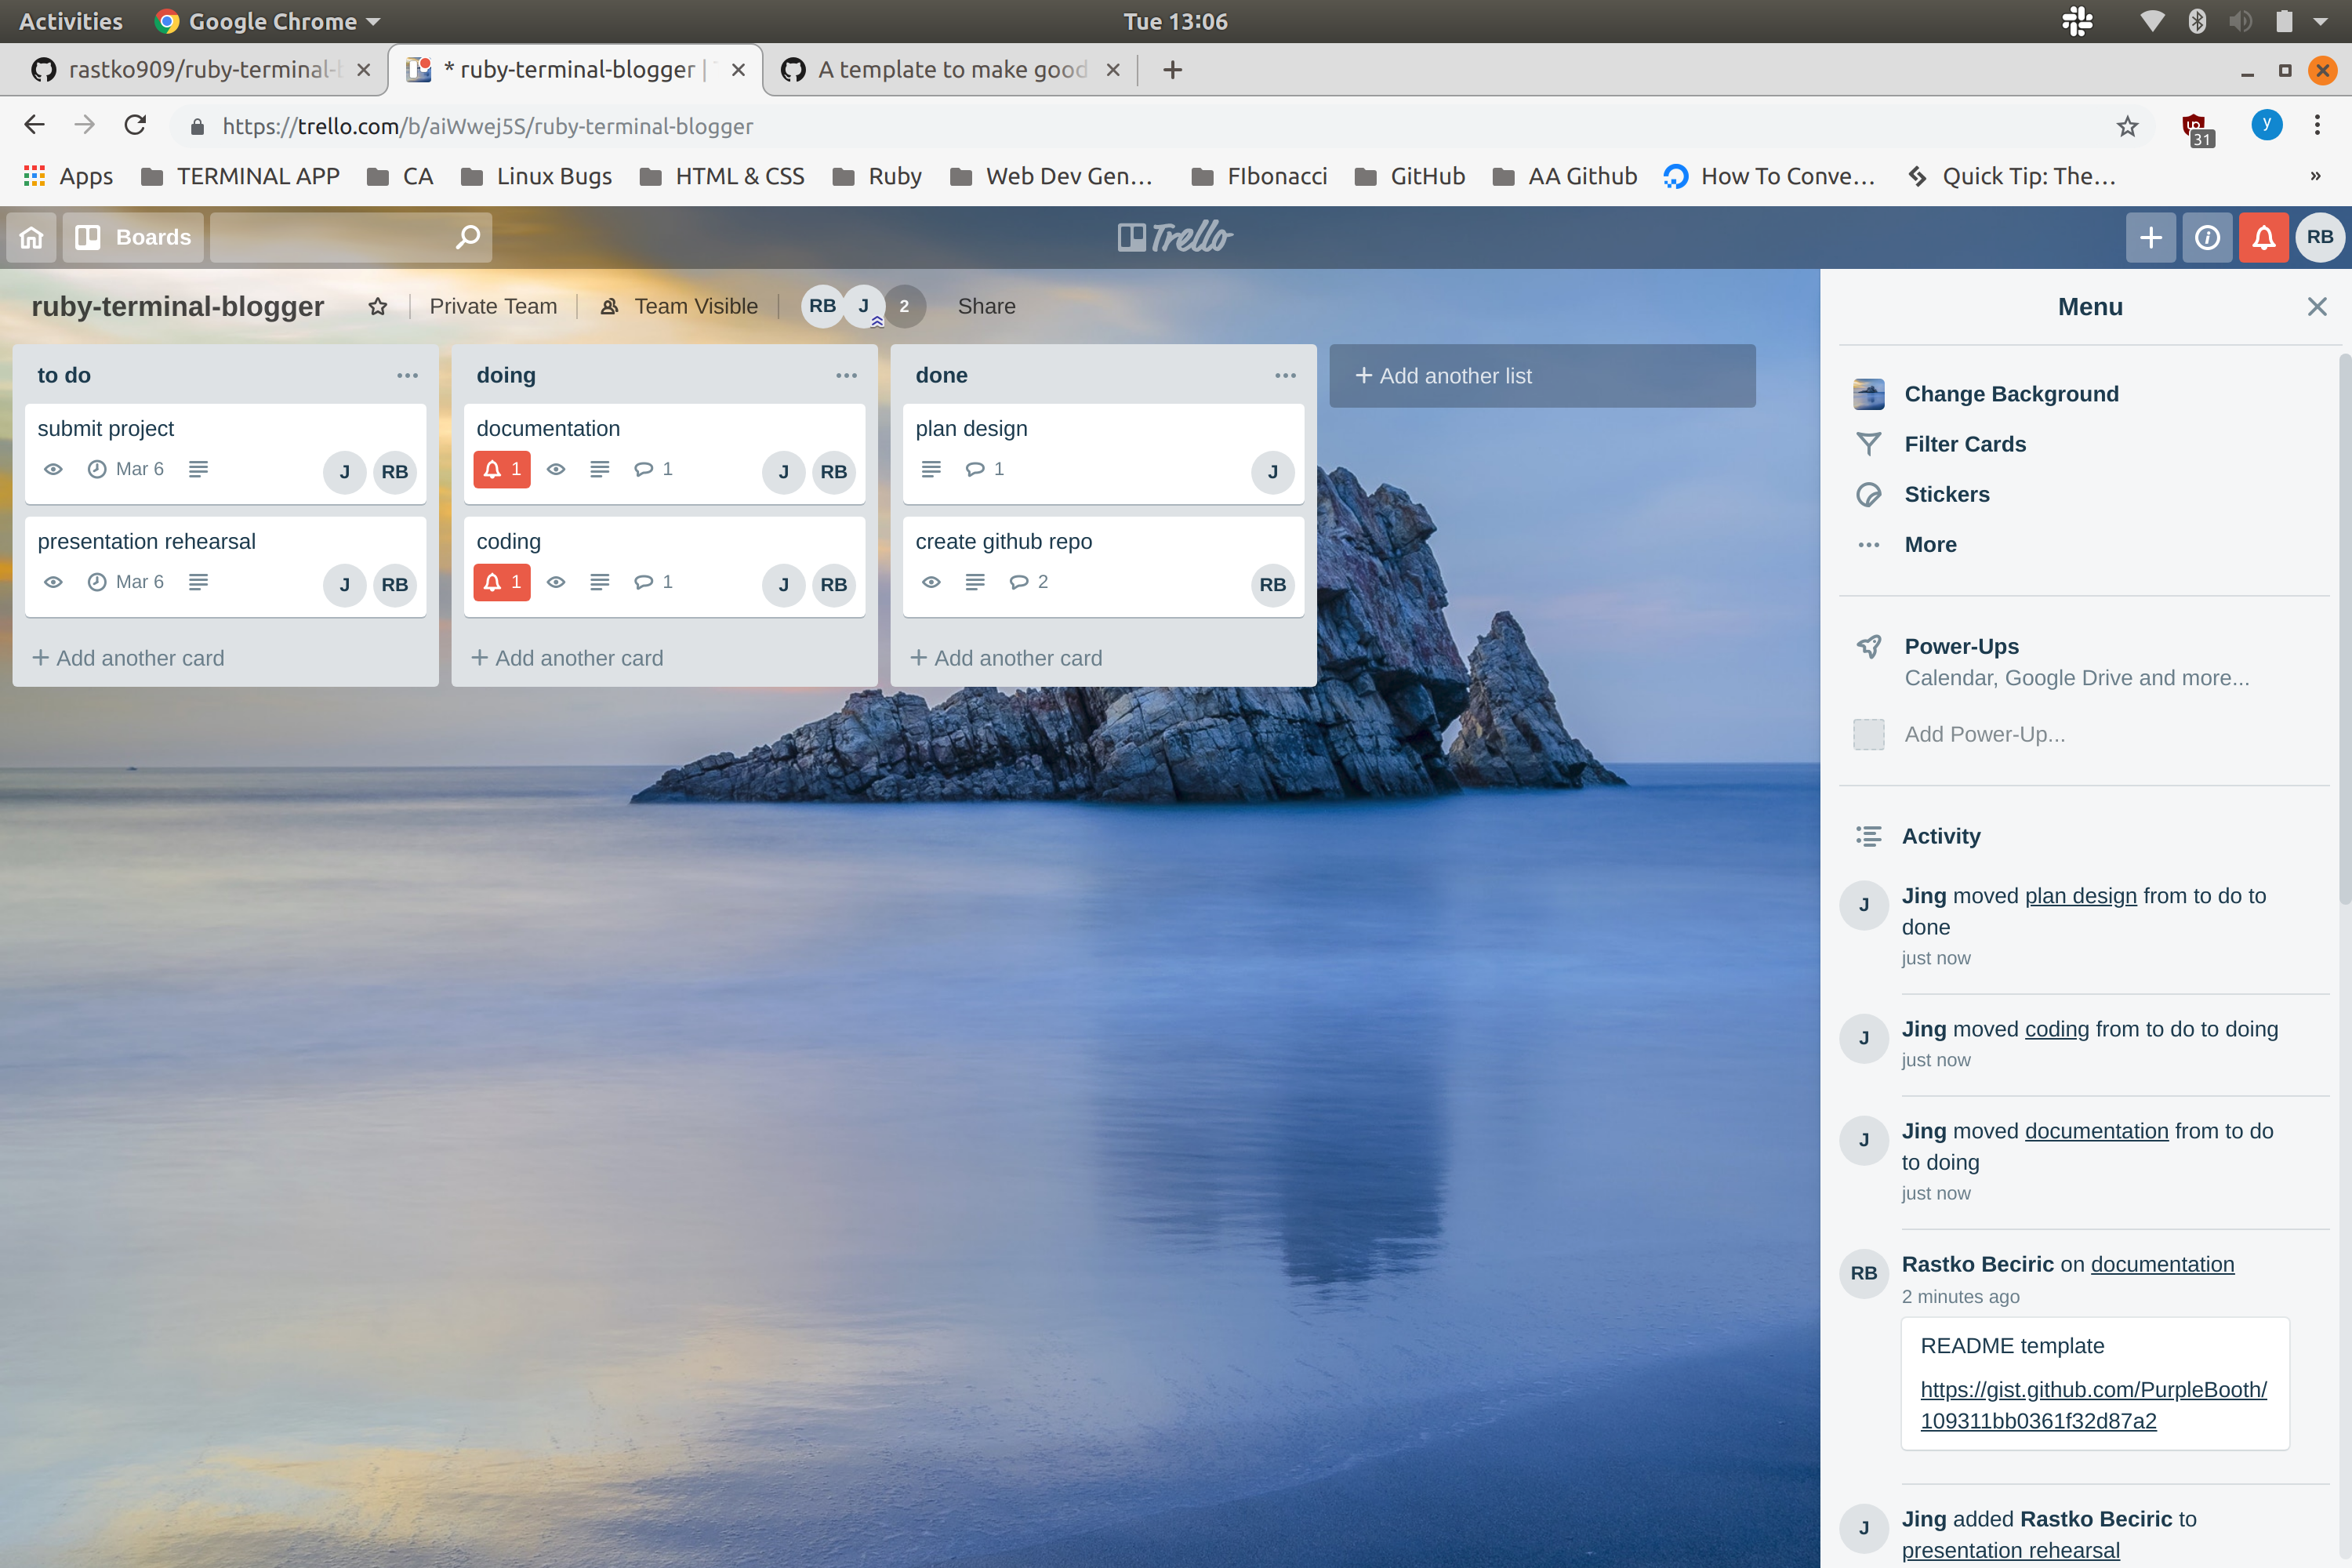 Activities Google Chrome Tue 13:06
rastko909/ruby-terminal-b * ruby-terminal-blogger | A template to make good
https://trello.com/b/aiWwej5S/ruby-terminal-blogger 31 y
Apps TERMINAL APP CA Linux Bugs HTML & CSS Ruby Web Dev Gen… FIbonacci GitHub AA Github How To Conve… Quick Tip: The… »
Boards Trello RB
ruby-terminal-blogger Private Team Team Visible RB J 2 Share
Menu
to do
submit project
Mar 6 J RB
presentation rehearsal
Mar 6 J RB
+ Add another card
doing
documentation
1 1 J RB
coding
1 1 J RB
+ Add another card
done
plan design
1 J
create github repo
2 RB
+ Add another card
+ Add another list
Change Background
Filter Cards
Stickers
More
Power-Ups
Calendar, Google Drive and more...
Add Power-Up...
Activity
J Jing moved plan design from to do to
done
just now
J Jing moved coding from to do to doing
just now
J Jing moved documentation from to do
to doing
just now
RB Rastko Beciric on documentation
2 minutes ago
README template
https://gist.github.com/PurpleBooth/
109311bb0361f32d87a2
J Jing added Rastko Beciric to
presentation rehearsal